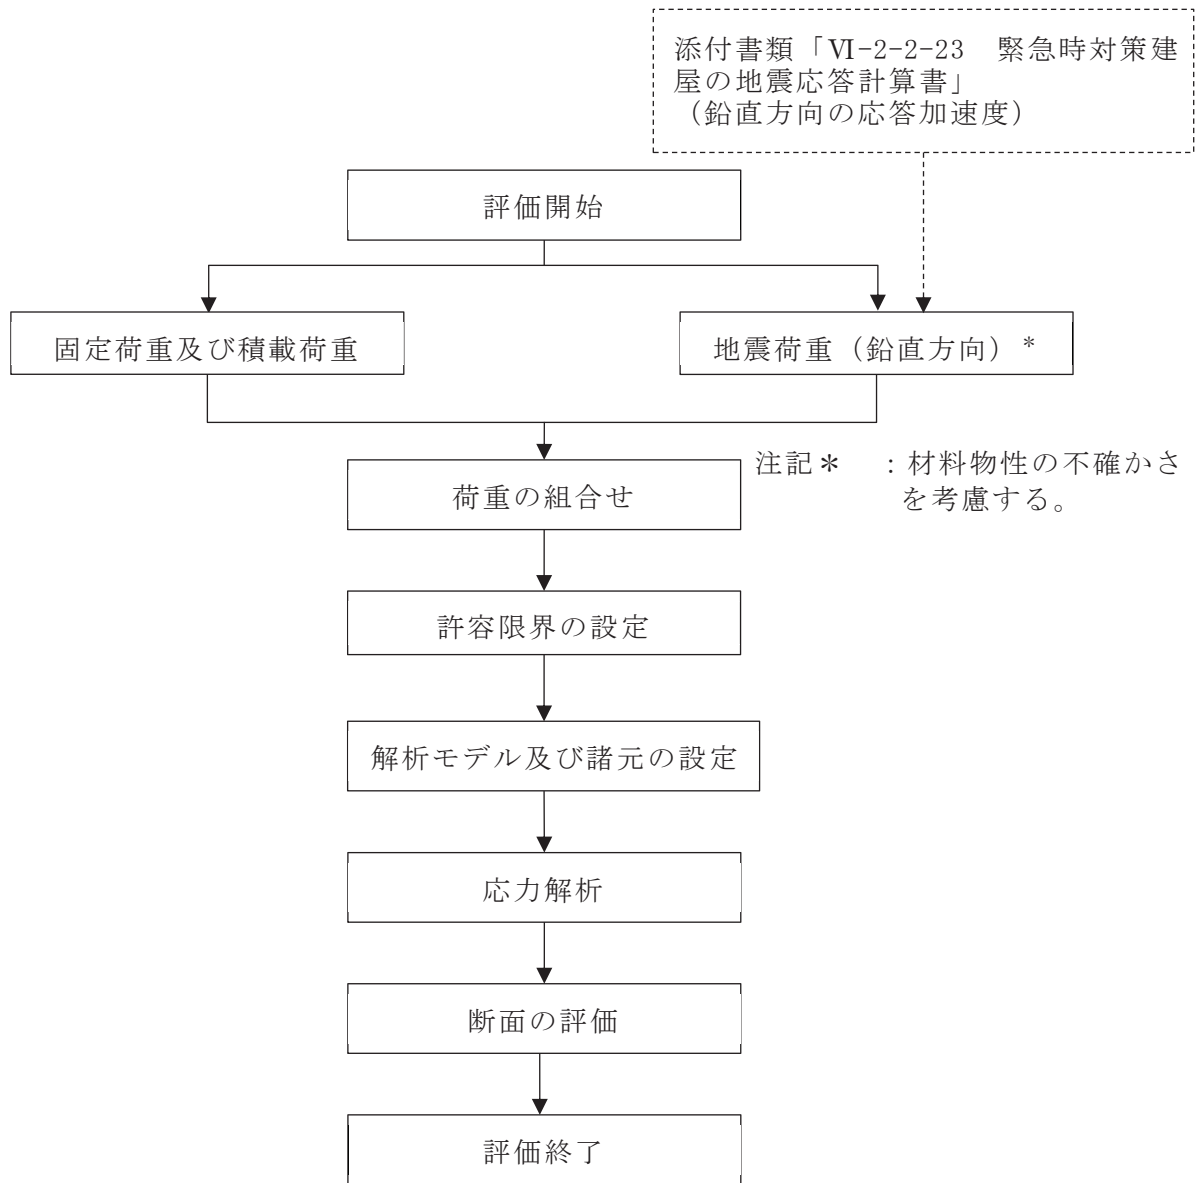 添付書類「Ⅵ-2-2-23　緊急時対策建
屋の地震応答計算書」
（鉛直方向の応答加速度）
評価開始
固定荷重及び積載荷重
地震荷重（鉛直方向）*
荷重の組合せ
注記＊　：材料物性の不確かさ
を考慮する。
許容限界の設定
解析モデル及び諸元の設定
応力解析
断面の評価
評価終了